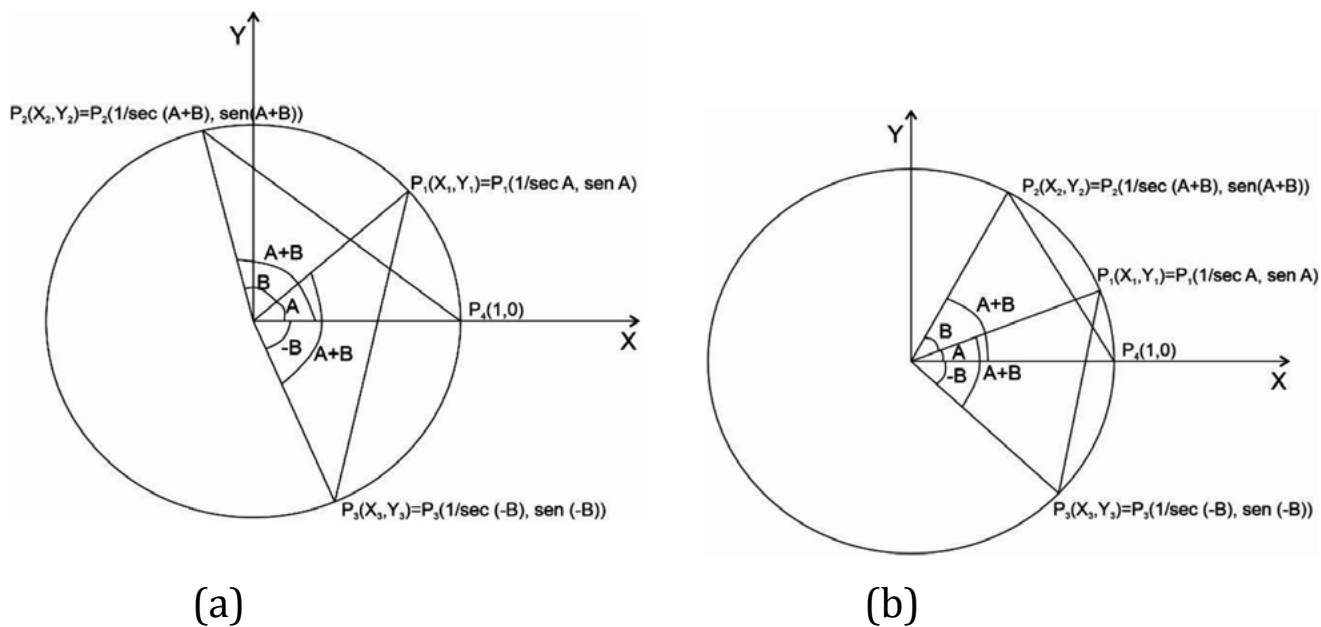 Y
P₂(X₂,Y₂)=P₂(1/sec (A+B), sen(A+B))
P₁(X₁,Y₁)=P₁(1/sec A, sen A)
A+B
B
A
P₄(1,0)
X
-B
A+B
P₃(X₃,Y₃)=P₃(1/sec (-B), sen (-B))
(a)
Y
P₂(X₂,Y₂)=P₂(1/sec (A+B), sen(A+B))
P₁(X₁,Y₁)=P₁(1/sec A, sen A)
A+B
B
A
P₄(1,0)
X
-B
A+B
P₃(X₃,Y₃)=P₃(1/sec (-B), sen (-B))
(b)